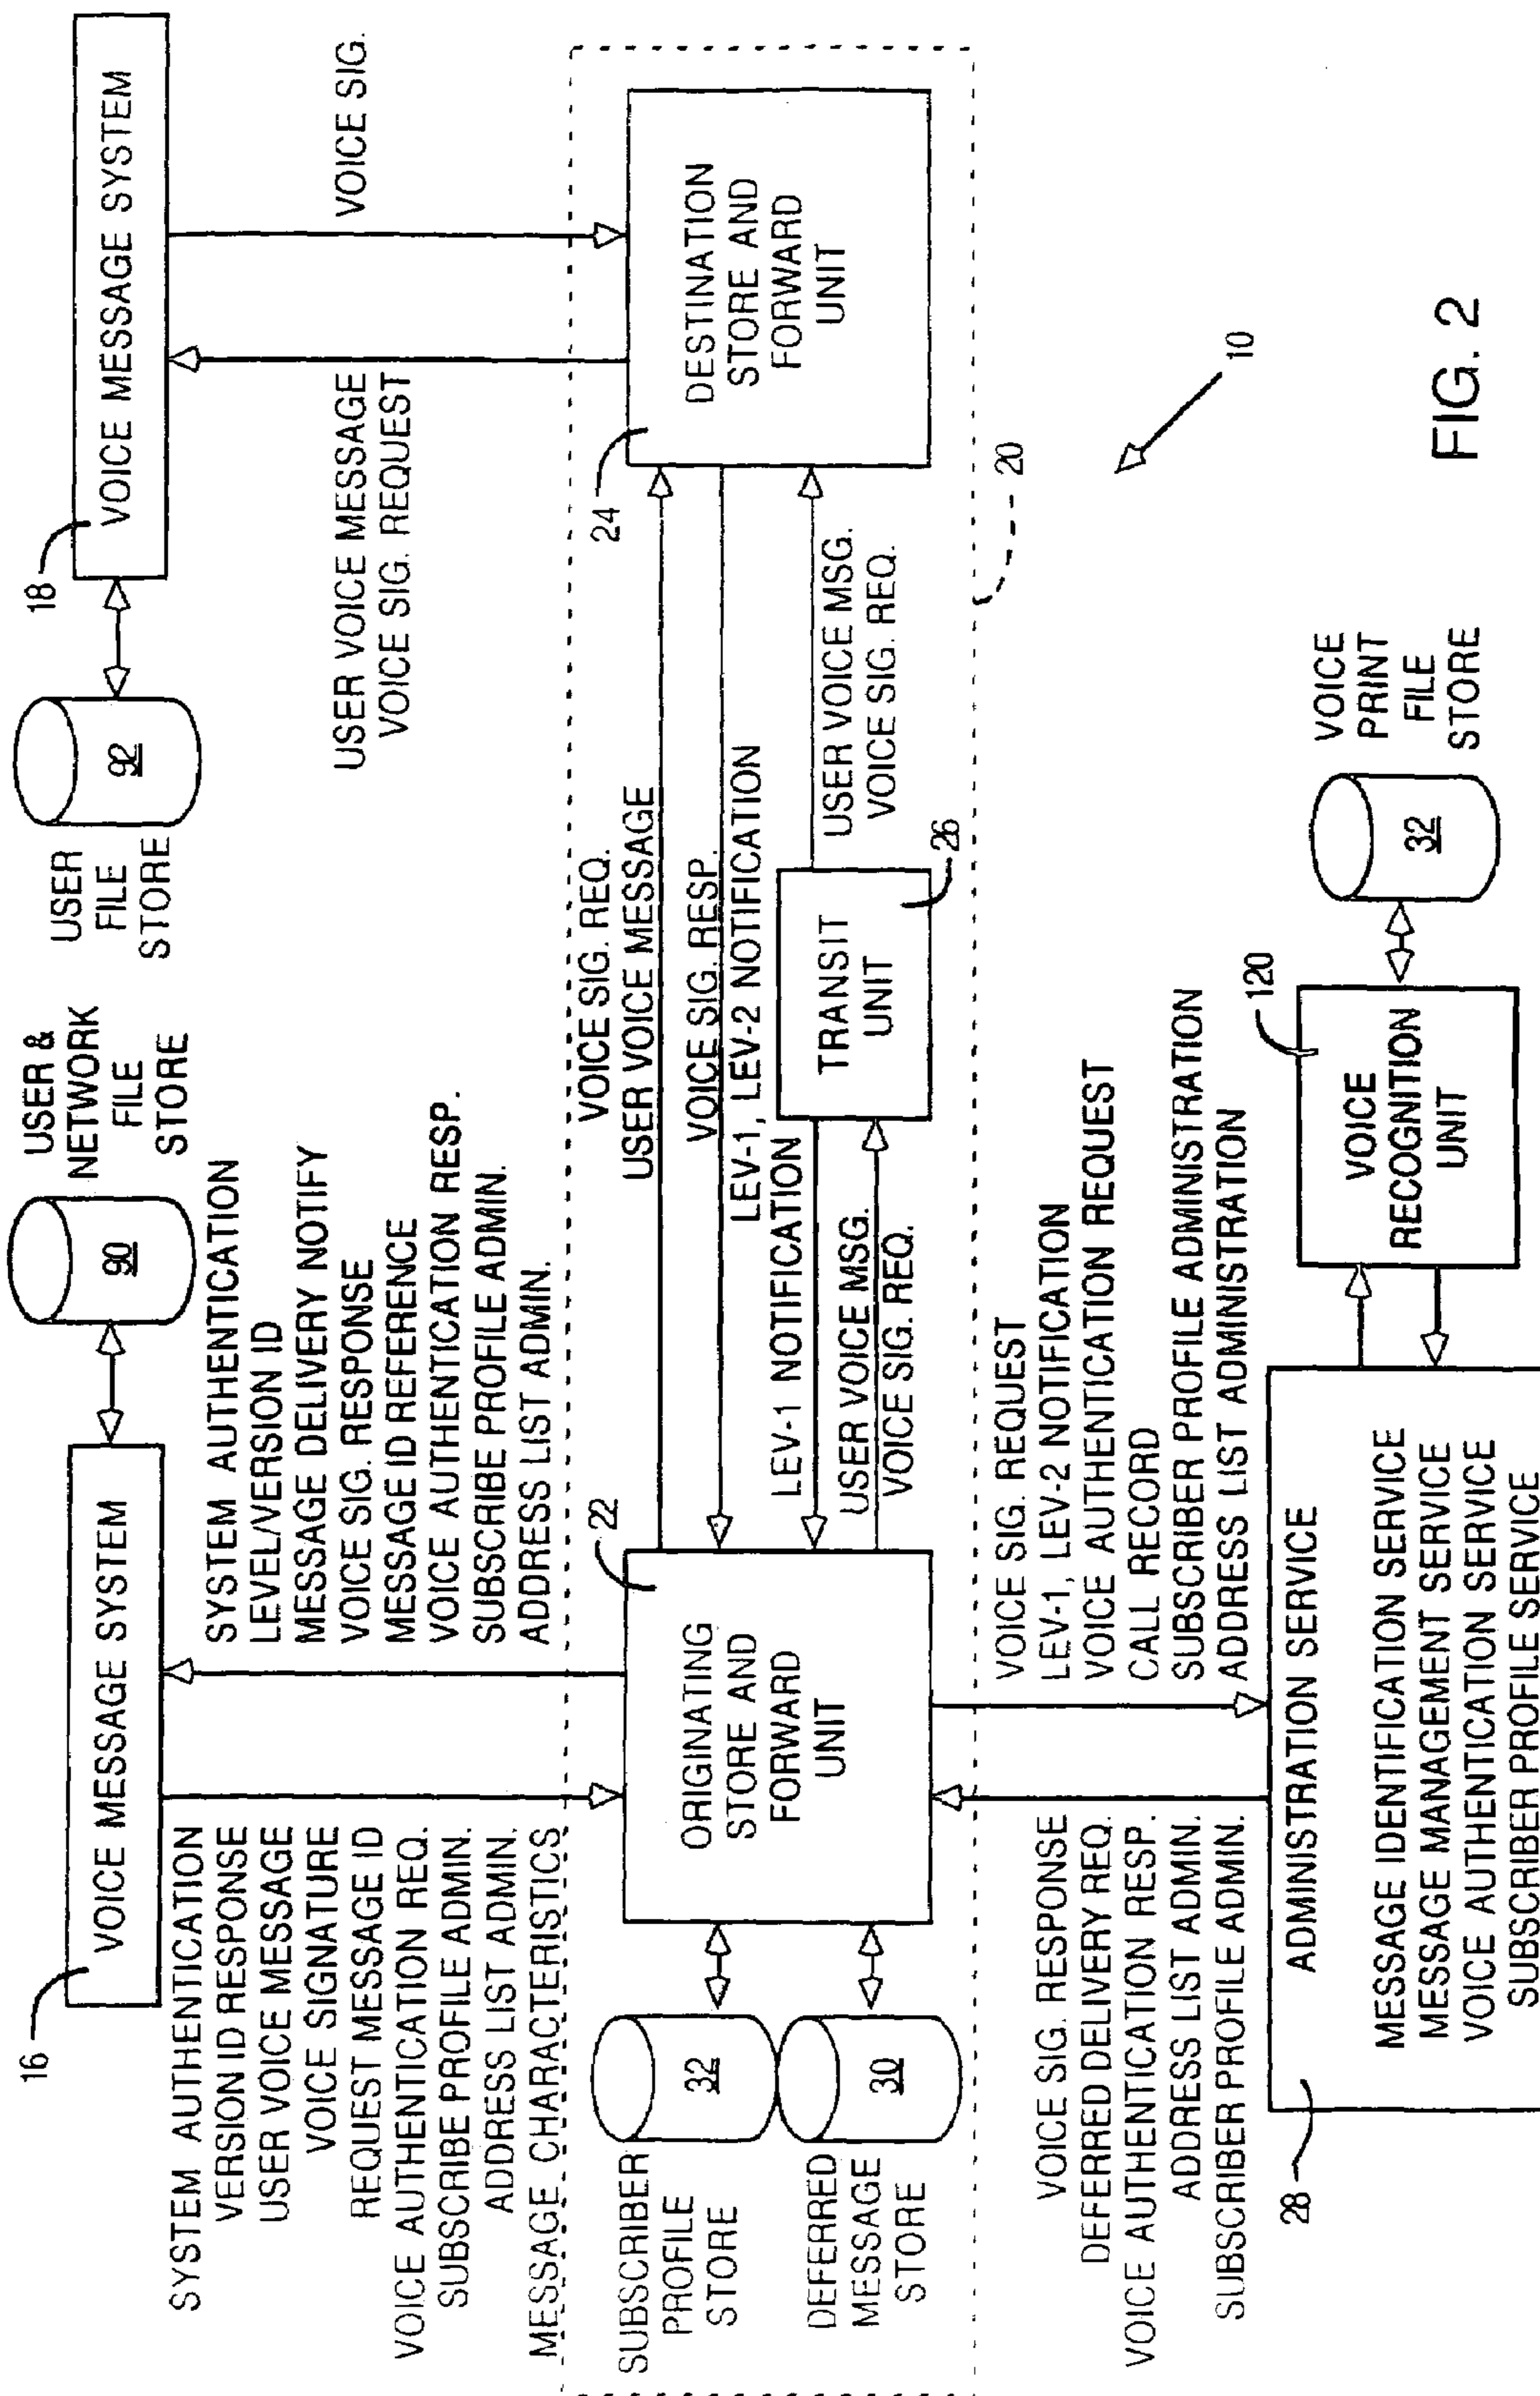 16
VOICE MESSAGE SYSTEM
90
USER &
NETWORK
FILE
STORE
USER
FILE
STORE
92
18
VOICE MESSAGE SYSTEM
SYSTEM AUTHENTICATION
VERSION ID RESPONSE
USER VOICE MESSAGE
VOICE SIGNATURE
REQUEST MESSAGE ID
VOICE AUTHENTICATION REQ.
SUBSCRIBE PROFILE ADMIN.
ADDRESS LIST ADMIN.
MESSAGE CHARACTERISTICS
SYSTEM AUTHENTICATION
LEVEL/VERSION ID
MESSAGE DELIVERY NOTIFY
VOICE SIG. RESPONSE
MESSAGE ID REFERENCE
VOICE AUTHENTICATION RESP.
SUBSCRIBE PROFILE ADMIN.
ADDRESS LIST ADMIN.
USER VOICE MESSAGE
VOICE SIG. REQUEST
VOICE SIG.
SUBSCRIBER
PROFILE
STORE
32
DEFERRED
MESSAGE
STORE
30
22
ORIGINATING
STORE AND
FORWARD
UNIT
VOICE SIG. REQ.
USER VOICE MESSAGE
VOICE SIG. RESP.
LEV-1, LEV-2 NOTIFICATION
LEV-1 NOTIFICATION
USER VOICE MSG.
VOICE SIG. REQ.
TRANSIT
UNIT
26
USER VOICE MSG.
VOICE SIG. REQ.
24
DESTINATION
STORE AND
FORWARD
UNIT
20
10
VOICE SIG. RESPONSE
DEFERRED DELIVERY REQ.
VOICE AUTHENTICATION RESP.
ADDRESS LIST ADMIN.
SUBSCRIBER PROFILE ADMIN.
VOICE SIG. REQUEST
LEV-1, LEV-2 NOTIFICATION
VOICE AUTHENTICATION REQUEST
CALL RECORD
SUBSCRIBER PROFILE ADMINISTRATION
ADDRESS LIST ADMINISTRATION
28
ADMINISTRATION SERVICE
MESSAGE IDENTIFICATION SERVICE
MESSAGE MANAGEMENT SERVICE
VOICE AUTHENTICATION SERVICE
SUBSCRIBER PROFILE SERVICE
120
VOICE
RECOGNITION
UNIT
32
VOICE
PRINT
FILE
STORE
FIG. 2